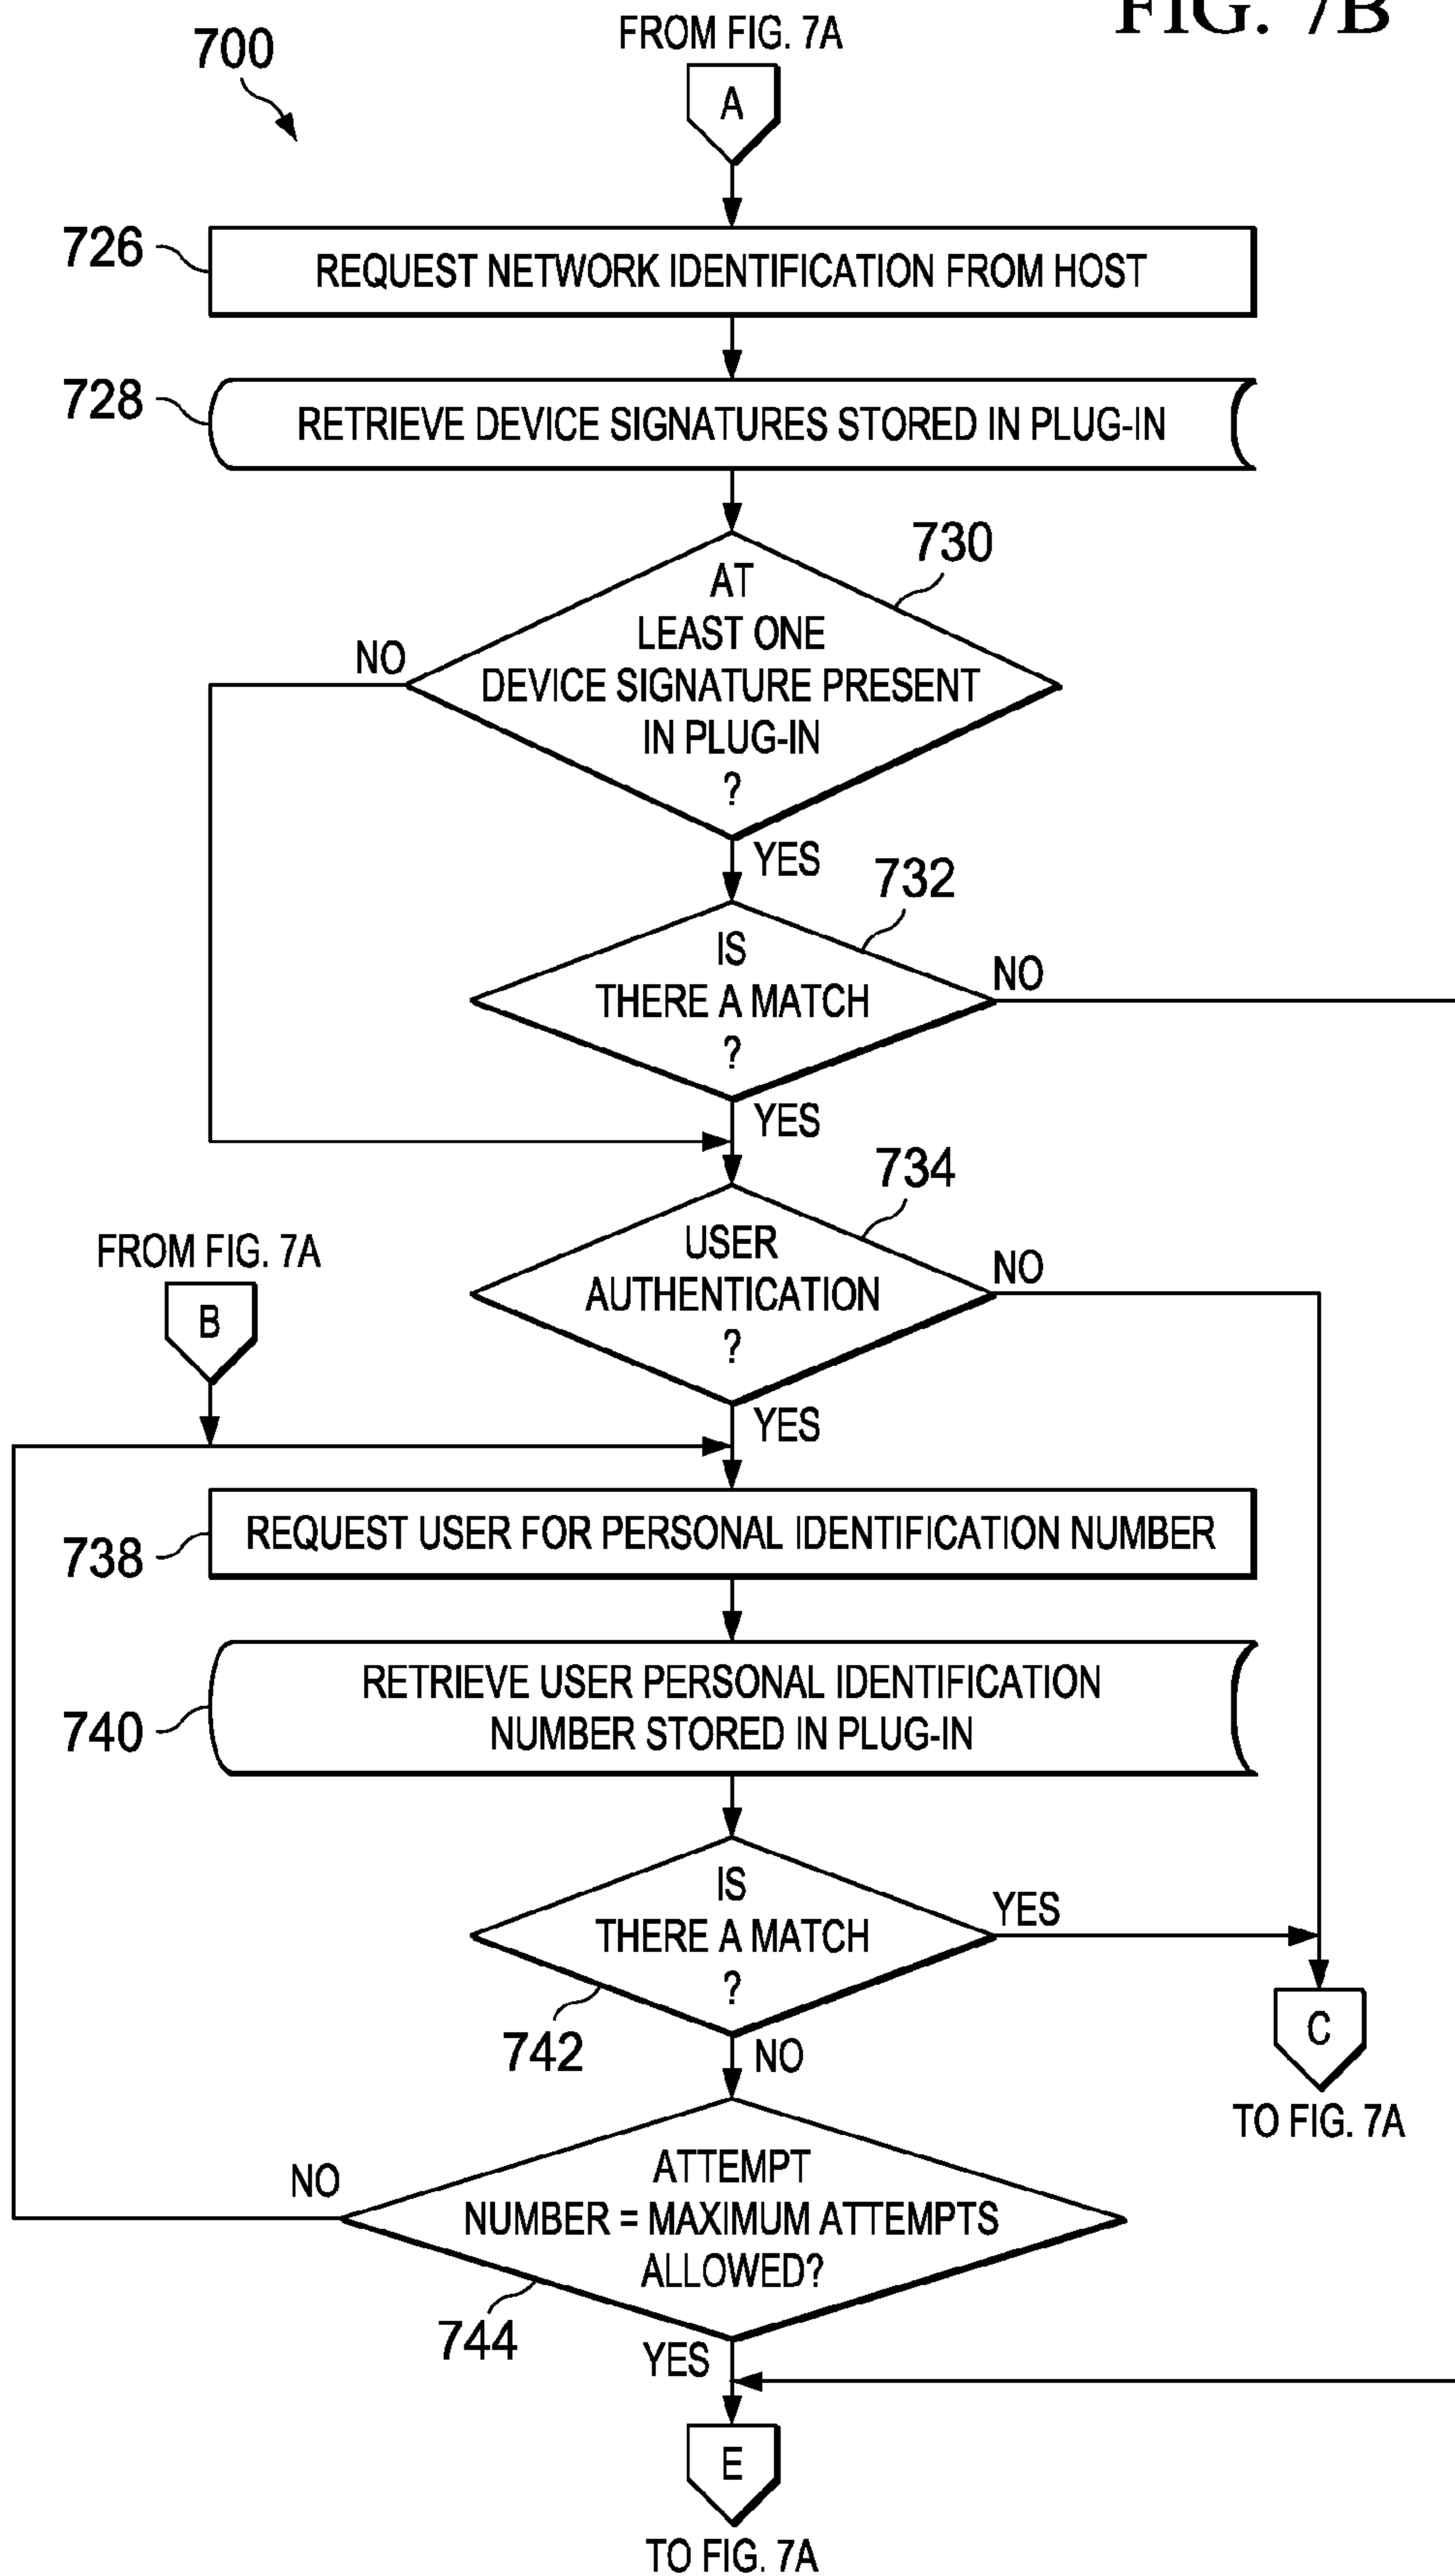 FIG. 7B
700
FROM FIG. 7A
A
726
REQUEST NETWORK IDENTIFICATION FROM HOST
728
RETRIEVE DEVICE SIGNATURES STORED IN PLUG-IN
730
AT
LEAST ONE
DEVICE SIGNATURE PRESENT
IN PLUG-IN
?
NO
YES
732
IS
THERE A MATCH
?
NO
YES
734
USER
AUTHENTICATION
?
NO
YES
FROM FIG. 7A
B
738
REQUEST USER FOR PERSONAL IDENTIFICATION NUMBER
740
RETRIEVE USER PERSONAL IDENTIFICATION
NUMBER STORED IN PLUG-IN
IS
THERE A MATCH
?
YES
742
NO
C
TO FIG. 7A
ATTEMPT
NUMBER = MAXIMUM ATTEMPTS
ALLOWED?
NO
744
YES
E
TO FIG. 7A